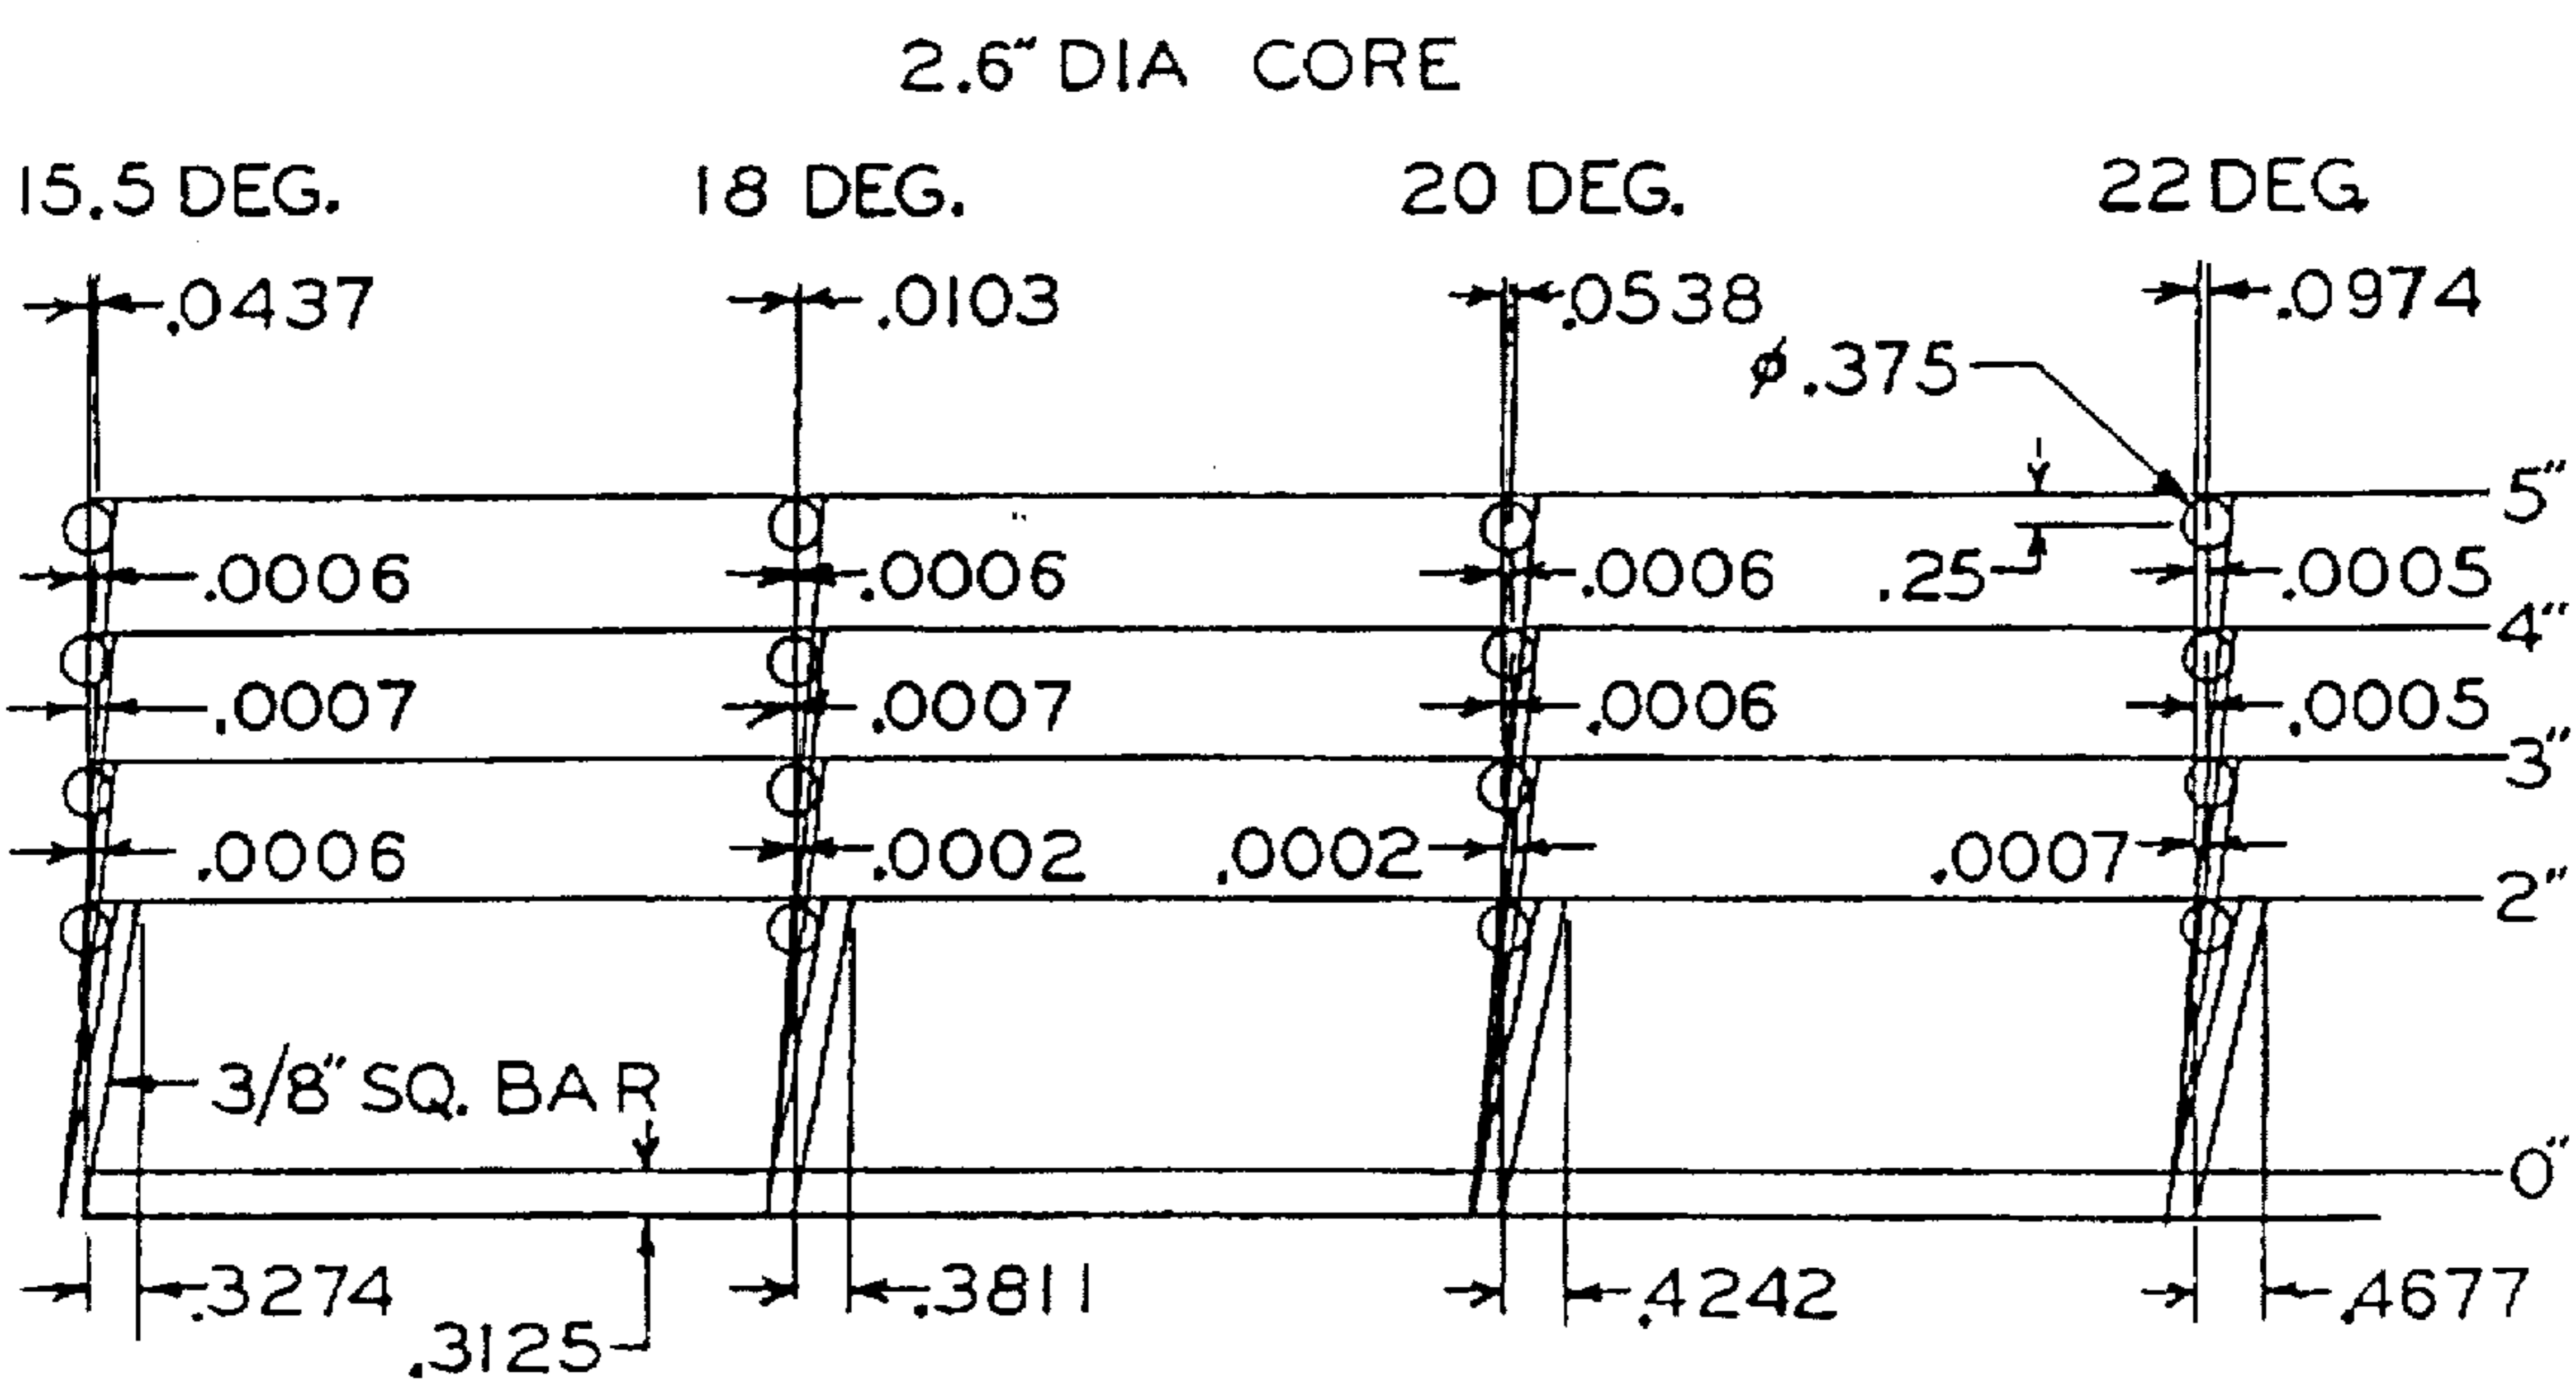 2.6″ DIA CORE
15.5 DEG. 18 DEG. 20 DEG. 22 DEG
.0437 .0103 .0538 .0974
ϕ.375
5″
.0006 .0006 .0006 .25 .0005
4″
.0007 .0007 .0006 .0005
3″
.0006 .0002 .0002 .0007
2″
3/8″ SQ. BAR
0″
.3274 .3811 .4242 .4677
.3125